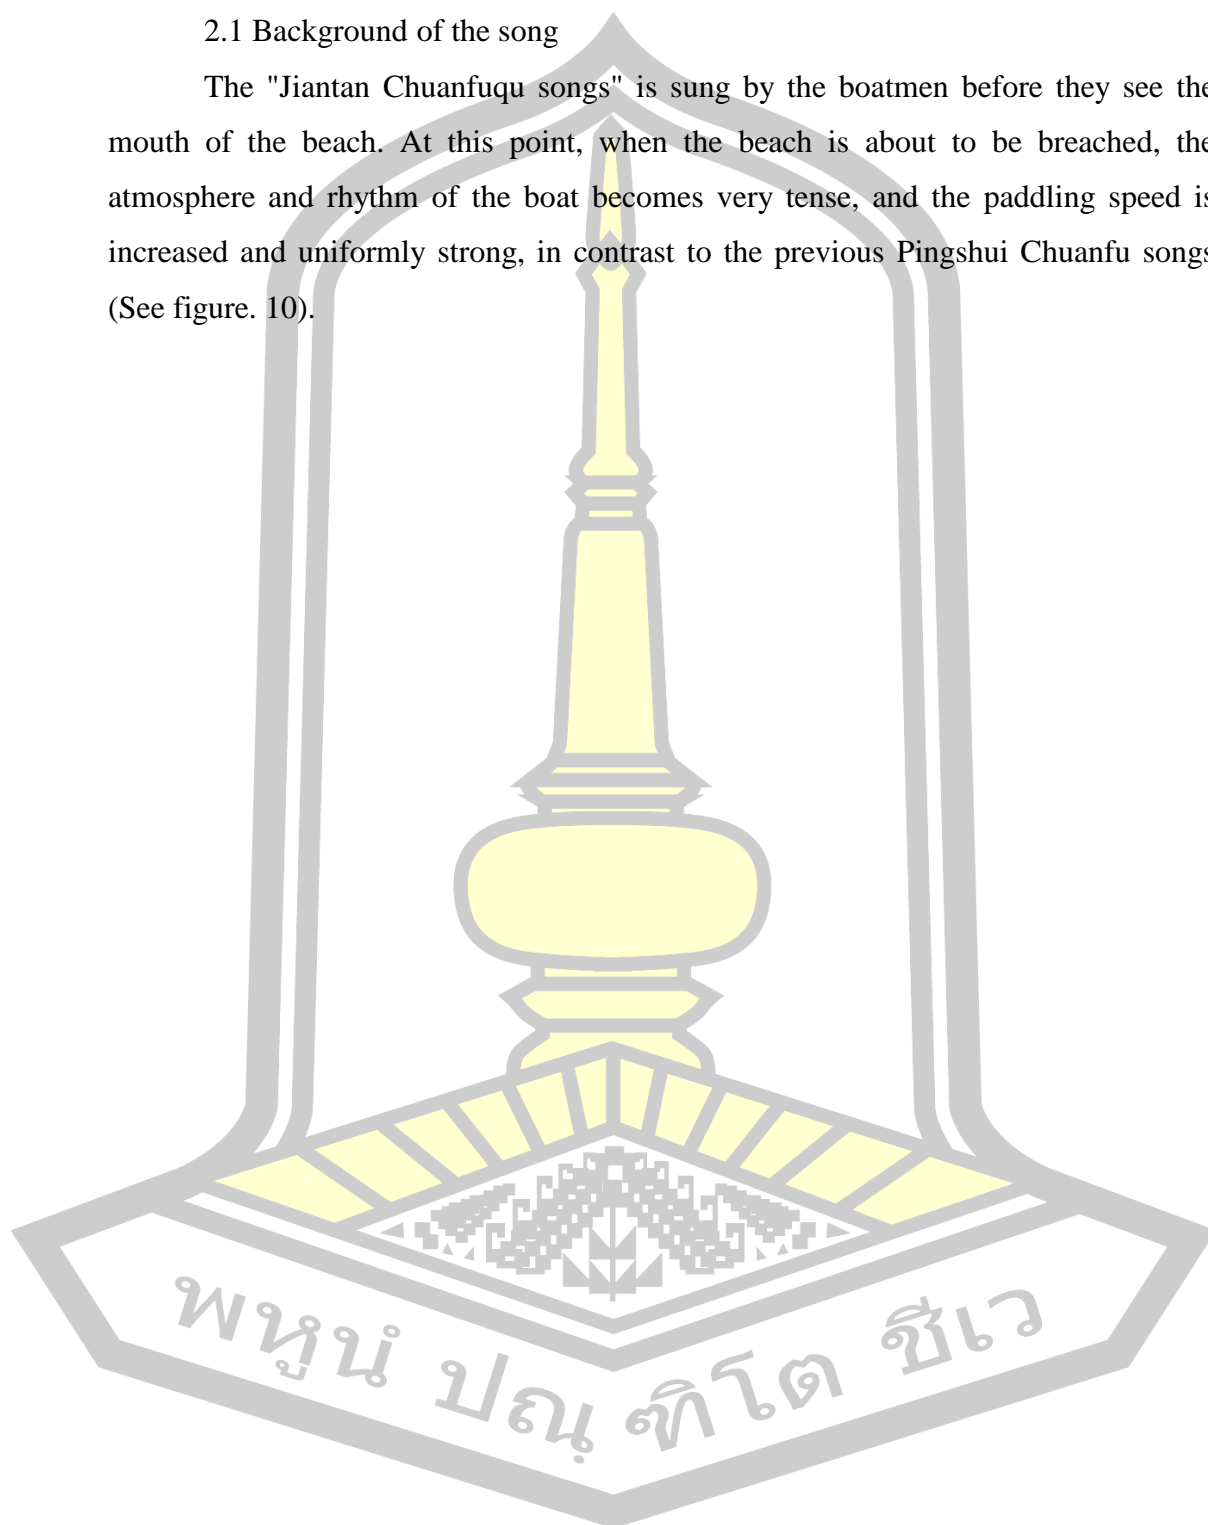 2.1 Background of the song
The "Jiantan Chuanfuqu songs" is sung by the boatmen before they see the
mouth of the beach. At this point, when the beach is about to be breached, the
atmosphere and rhythm of the boat becomes very tense, and the paddling speed is
increased and uniformly strong, in contrast to the previous Pingshui Chuanfu songs
(See figure. 10).
พหูนํ ปณฺฑิโต ชีเว